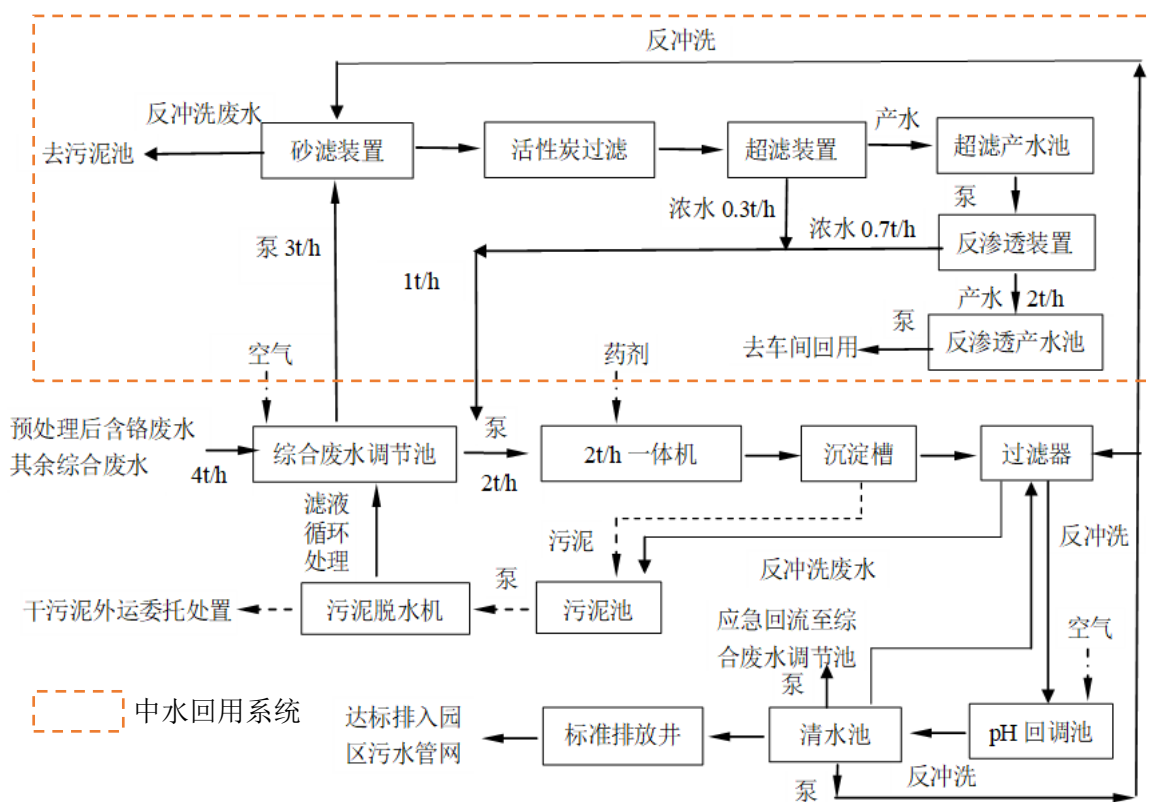 反冲洗
反冲洗废水
去污泥池
砂滤装置
活性炭过滤
超滤装置
产水
超滤产水池
泵
浓水 0.3t/h
浓水 0.7t/h
反渗透装置
泵 3t/h
1t/h
产水
2t/h
泵
反渗透产水池
去车间回用
空气
药剂
预处理后含铬废水
其余综合废水
4t/h
综合废水调节池
泵
2t/h
2t/h 一体机
沉淀槽
过滤器
滤液
循环
处理
污泥
反冲洗
反冲洗废水
泵
干污泥外运委托处置
污泥脱水机
污泥池
应急回流至综
合废水调节池
泵
空气
中水回用系统
达标排入园
区污水管网
标准排放井
清水池
pH 回调池
泵
反冲洗